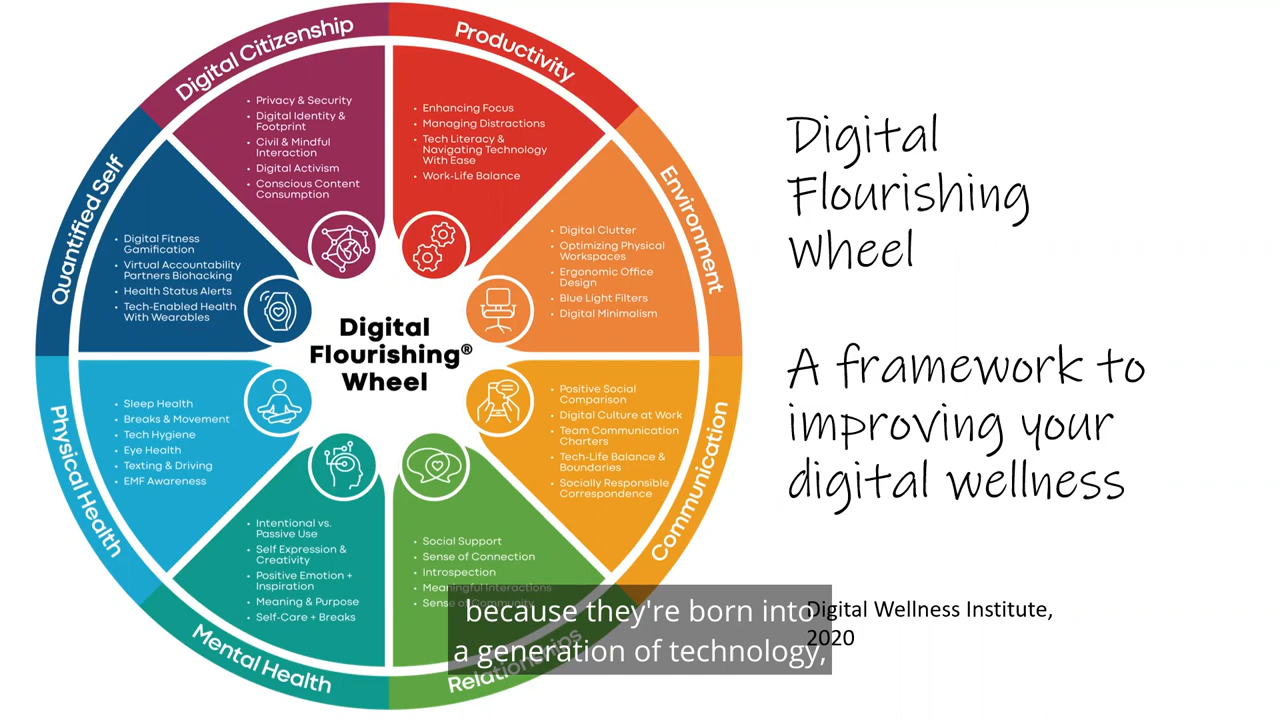 Digital Citizenship
• Privacy & Security
• Digital Identity &
Footprint
• Civil & Mindful
Interaction
• Digital Activism
• Conscious Content
Consumption
Productivity
• Enhancing Focus
• Managing Distractions
• Tech Literacy &
Navigating Technology
With Ease
• Work-Life Balance
Environment
• Digital Clutter
• Optimizing Physical
Workspaces
• Ergonomic Office
Design
• Blue Light Filters
• Digital Minimalism
Communication
• Positive Social
Comparison
• Digital Culture at Work
• Team Communication
Charters
• Tech-Life Balance &
Boundaries
• Socially Responsible
Correspondence
Relationships
• Social Support
• Sense of Connection
• Introspection
• Meaningful Interactions
• Sense of Community
Mental Health
• Intentional vs.
Passive Use
• Self Expression &
Creativity
• Positive Emotion +
Inspiration
• Meaning & Purpose
• Self-Care + Breaks
Physical Health
• Sleep Health
• Breaks & Movement
• Tech Hygiene
• Eye Health
• Texting & Driving
• EMF Awareness
Quantified Self
• Digital Fitness
Gamification
• Virtual Accountability
Partners Biohacking
• Health Status Alerts
• Tech-Enabled Health
With Wearables
Digital
Flourishing®
Wheel
Digital
Flourishing
Wheel
A framework to
improving your
digital wellness
Digital Wellness Institute,
2020
because they're born into
a generation of technology,